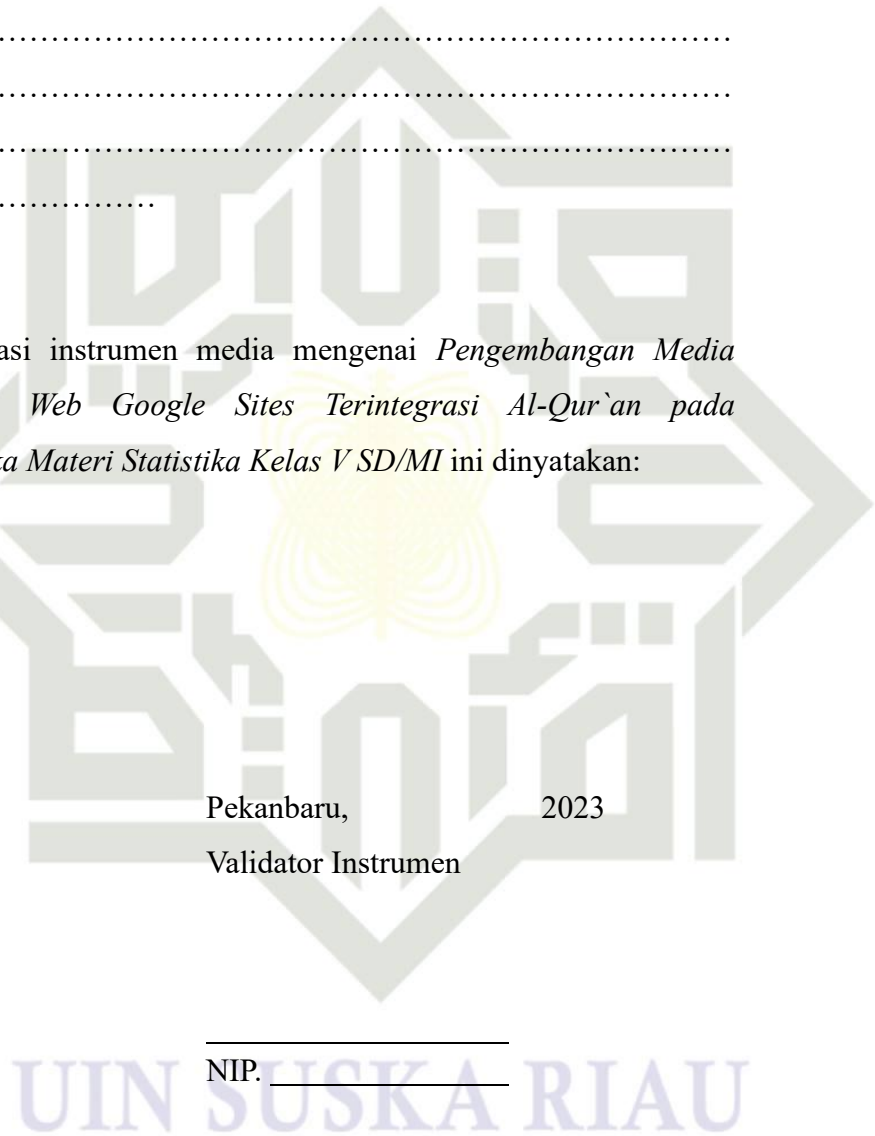 ……………………………………………………………
……………………………………………………………
……………………………………………………………
……………
asi instrumen media mengenai Pengembangan Media
Web Google Sites Terintegrasi Al-Qur`an pada
ka Materi Statistika Kelas V SD/MI ini dinyatakan:
Pekanbaru, 2023
Validator Instrumen
NIP.
UIN SUSKA RIAU